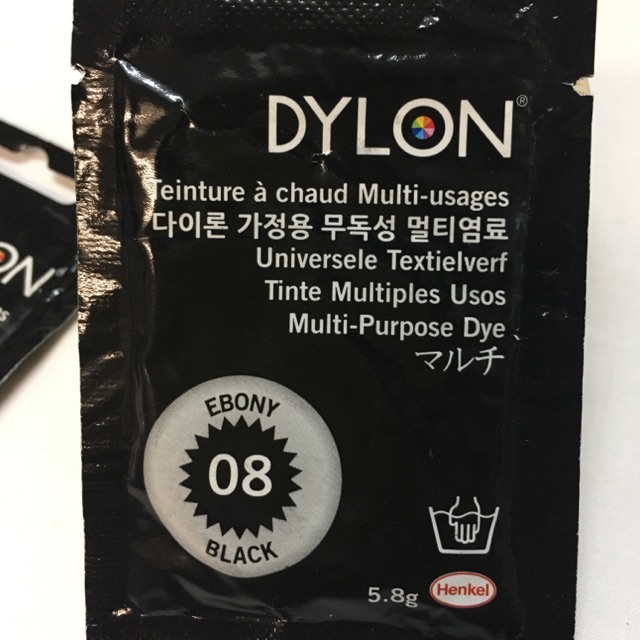 DYLON®
Teinture à chaud Multi-usages
다이론 가정용 무독성 멀티염료
Universele Textielverf
Tinte Multiples Usos
Multi-Purpose Dye
マルチ
EBONY
08
BLACK
5.8g
Henkel
ON